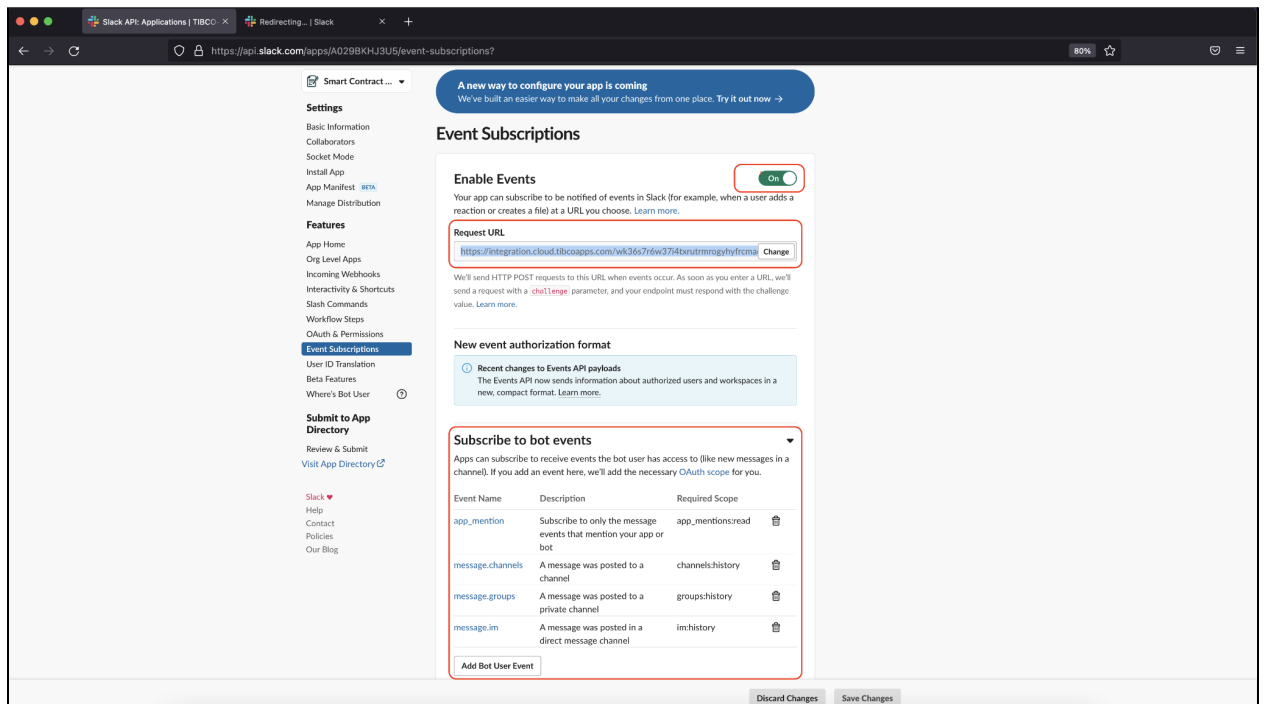 Slack API: Applications | TIBCO
Redirecting... | Slack
https://api.slack.com/apps/A029BKHJ3U5/event-subscriptions?
80%
Smart Contract ...
Settings
Basic Information
Collaborators
Socket Mode
Install App
App Manifest BETA
Manage Distribution
Features
App Home
Org Level Apps
Incoming Webhooks
Interactivity & Shortcuts
Slash Commands
Workflow Steps
OAuth & Permissions
Event Subscriptions
User ID Translation
Beta Features
Where's Bot User
Submit to App
Directory
Review & Submit
Visit App Directory
Slack
Help
Contact
Policies
Our Blog
A new way to configure your app is coming
We've built an easier way to make all your changes from one place. Try it out now →
Event Subscriptions
Enable Events
On
Your app can subscribe to be notified of events in Slack (for example, when a user adds a
reaction or creates a file) at a URL you choose. Learn more.
Request URL
https://integration.cloud.tibcoapps.com/wk36s7r6w37i4txrutrmrogyhyfrcma Change
We'll send HTTP POST requests to this URL when events occur. As soon as you enter a URL, we'll
send a request with a challenge parameter, and your endpoint must respond with the challenge
value. Learn more.
New event authorization format
Recent changes to Events API payloads
The Events API now sends information about authorized users and workspaces in a
new, compact format. Learn more.
Subscribe to bot events
Apps can subscribe to receive events the bot user has access to (like new messages in a
channel). If you add an event here, we'll add the necessary OAuth scope for you.
Event Name Description Required Scope
app_mention Subscribe to only the message app_mentions:read
events that mention your app or
bot
message.channels A message was posted to a channels:history
channel
message.groups A message was posted to a groups:history
private channel
message.im A message was posted in a im:history
direct message channel
Add Bot User Event
Discard Changes Save Changes